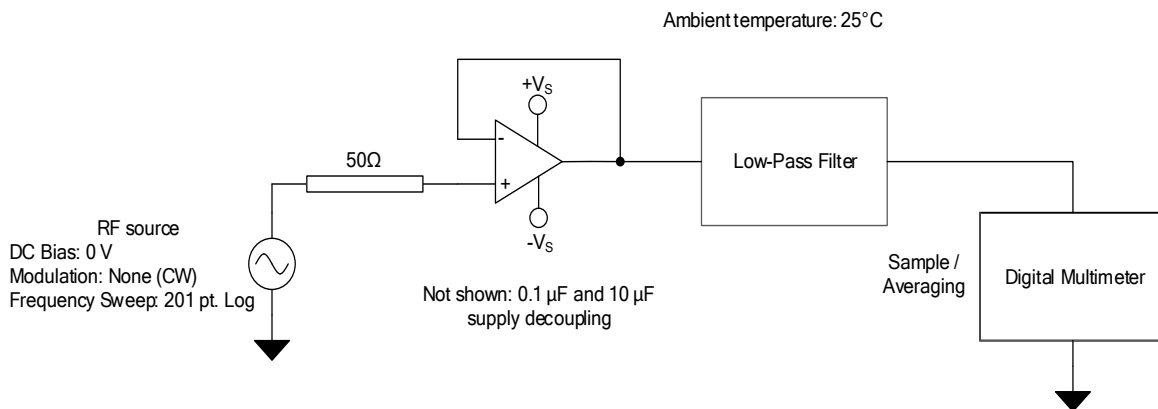 Ambient temperature: 25°C
+VS
-
50Ω
+
Low-Pass Filter
-VS
RF source
DC Bias: 0 V
Modulation: None (CW)
Frequency Sweep: 201 pt. Log
Not shown: 0.1 µF and 10 µF
supply decoupling
Sample /
Averaging
Digital Multimeter